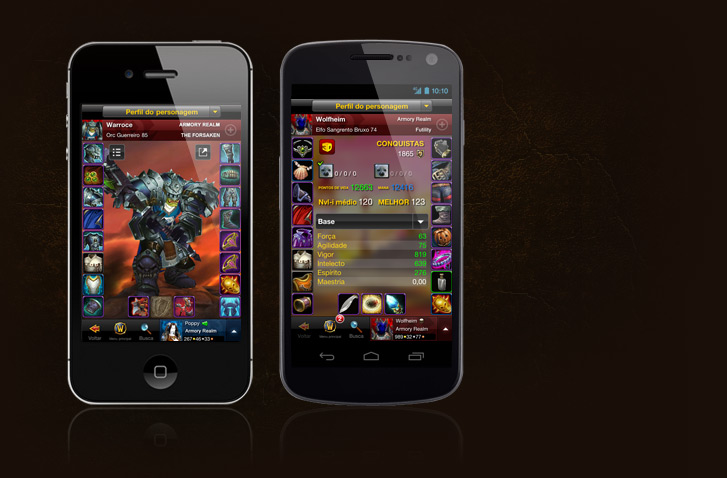 Perfil do personagem
Warroce
ARMORY REALM
Orc Guerreiro 85
THE FORSAKEN
Poppy
Armory Realm
267 46 33
Voltar
Menu principal
Busca
10:10
Perfil do personagem
Wolfheim
Armory Realm
Elfo Sangrento Bruxo 74
Futility
CONQUISTAS
1865
0 / 0 / 0
0 / 0 / 0
PONTOS DE VIDA 12663 MANA 12416
Nvl-i médio 120 MELHOR 123
Base
Força 63
Agilidade 75
Vigor 819
Intelecto 639
Espírito 276
Maestria 0,00
2
Wolfheim
Armory Realm
989 32 77
Voltar
Menu principal
Busca